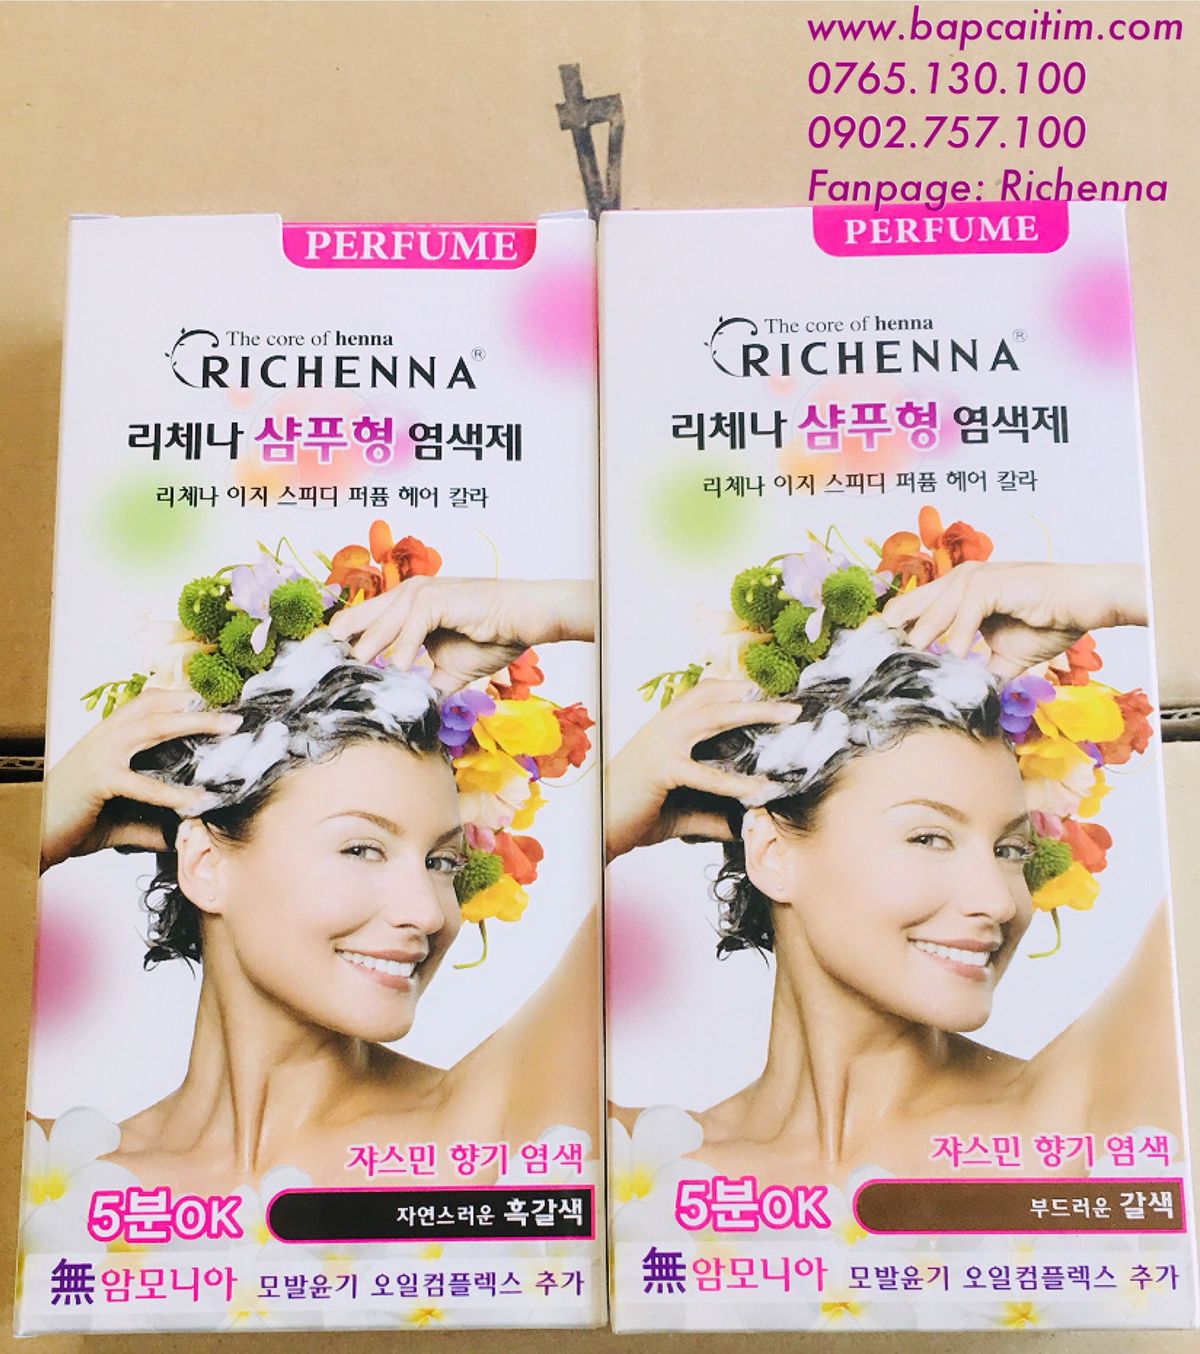 www.bapcaitim.com
0765.130.100
0902.757.100
Fanpage: Richenna
PERFUME
The core of henna
RICHENNA®
리체나 샴푸형 염색제
리체나 이지 스피디 퍼퓸 헤어 칼라
쟈스민 향기 염색
5분OK 자연스러운 흑갈색
無암모니아 모발윤기 오일컴플렉스 추가
PERFUME
The core of henna
RICHENNA®
리체나 샴푸형 염색제
리체나 이지 스피디 퍼퓸 헤어 칼라
쟈스민 향기 염색
5분OK 부드러운 갈색
無암모니아 모발윤기 오일컴플렉스 추가